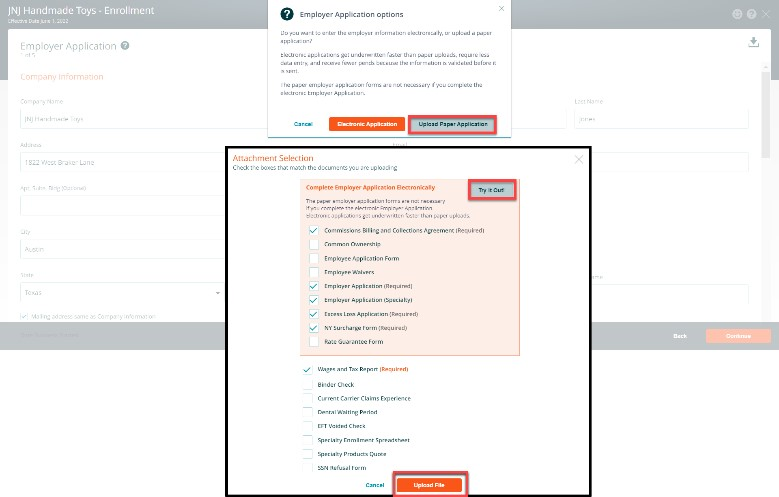 JNJ Handmade Toys - Enrollment
Effective Date June 1, 2022
Employer Application
1 of 5
Company Information
Company Name
JNJ Handmade Toys
Last Name
Jones
Address
1822 West Braker Lane
Apt, Suite, Bldg (Optional)
City
Austin
State
Texas
Mailing address same as Company Information
Back
Continue
Employer Application options
Do you want to enter the employer information electronically, or upload a paper
application?
Electronic applications get underwritten faster than paper uploads, require less
data entry, and receive fewer pends because the information is validated before it
is sent.
The paper employer application forms are not necessary if you complete the
electronic Employer Application.
Cancel
Electronic Application
Upload Paper Application
Attachment Selection
Check the boxes that match the documents you are uploading
Complete Employer Application Electronically
Try It Out!
The paper employer application forms are not necessary
if you complete the electronic Employer Application.
Electronic applications get underwritten faster than paper uploads.
Commissions Billing and Collections Agreement (Required)
Common Ownership
Employee Application Form
Employee Waivers
Employer Application (Required)
Employer Application (Specialty)
Excess Loss Application (Required)
NY Surcharge Form (Required)
Rate Guarantee Form
Wages and Tax Report (Required)
Binder Check
Current Carrier Claims Experience
Dental Waiting Period
EFT Voided Check
Specialty Enrollment Spreadsheet
Specialty Products Quote
SSN Refusal Form
Cancel
Upload File